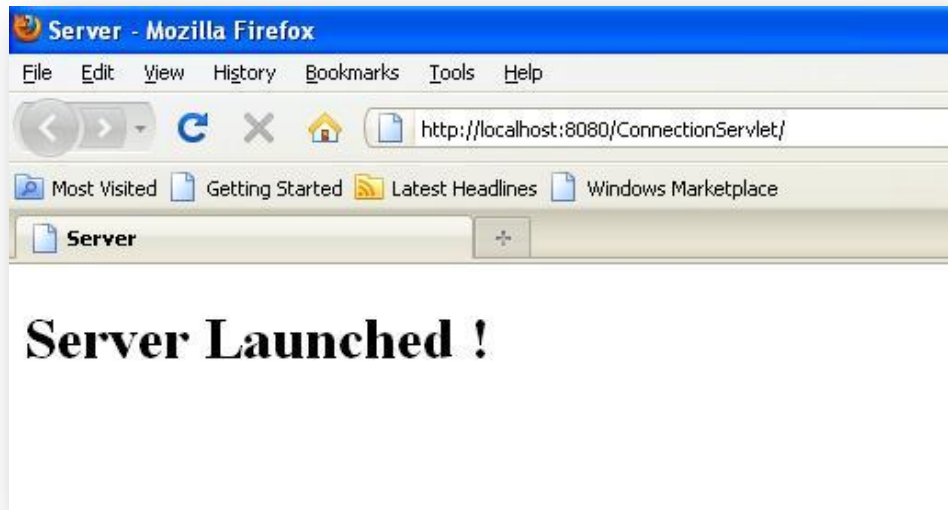 Server - Mozilla Firefox
File Edit View History Bookmarks Tools Help
http://localhost:8080/ConnectionServlet/
Most Visited Getting Started Latest Headlines Windows Marketplace
Server
Server Launched !